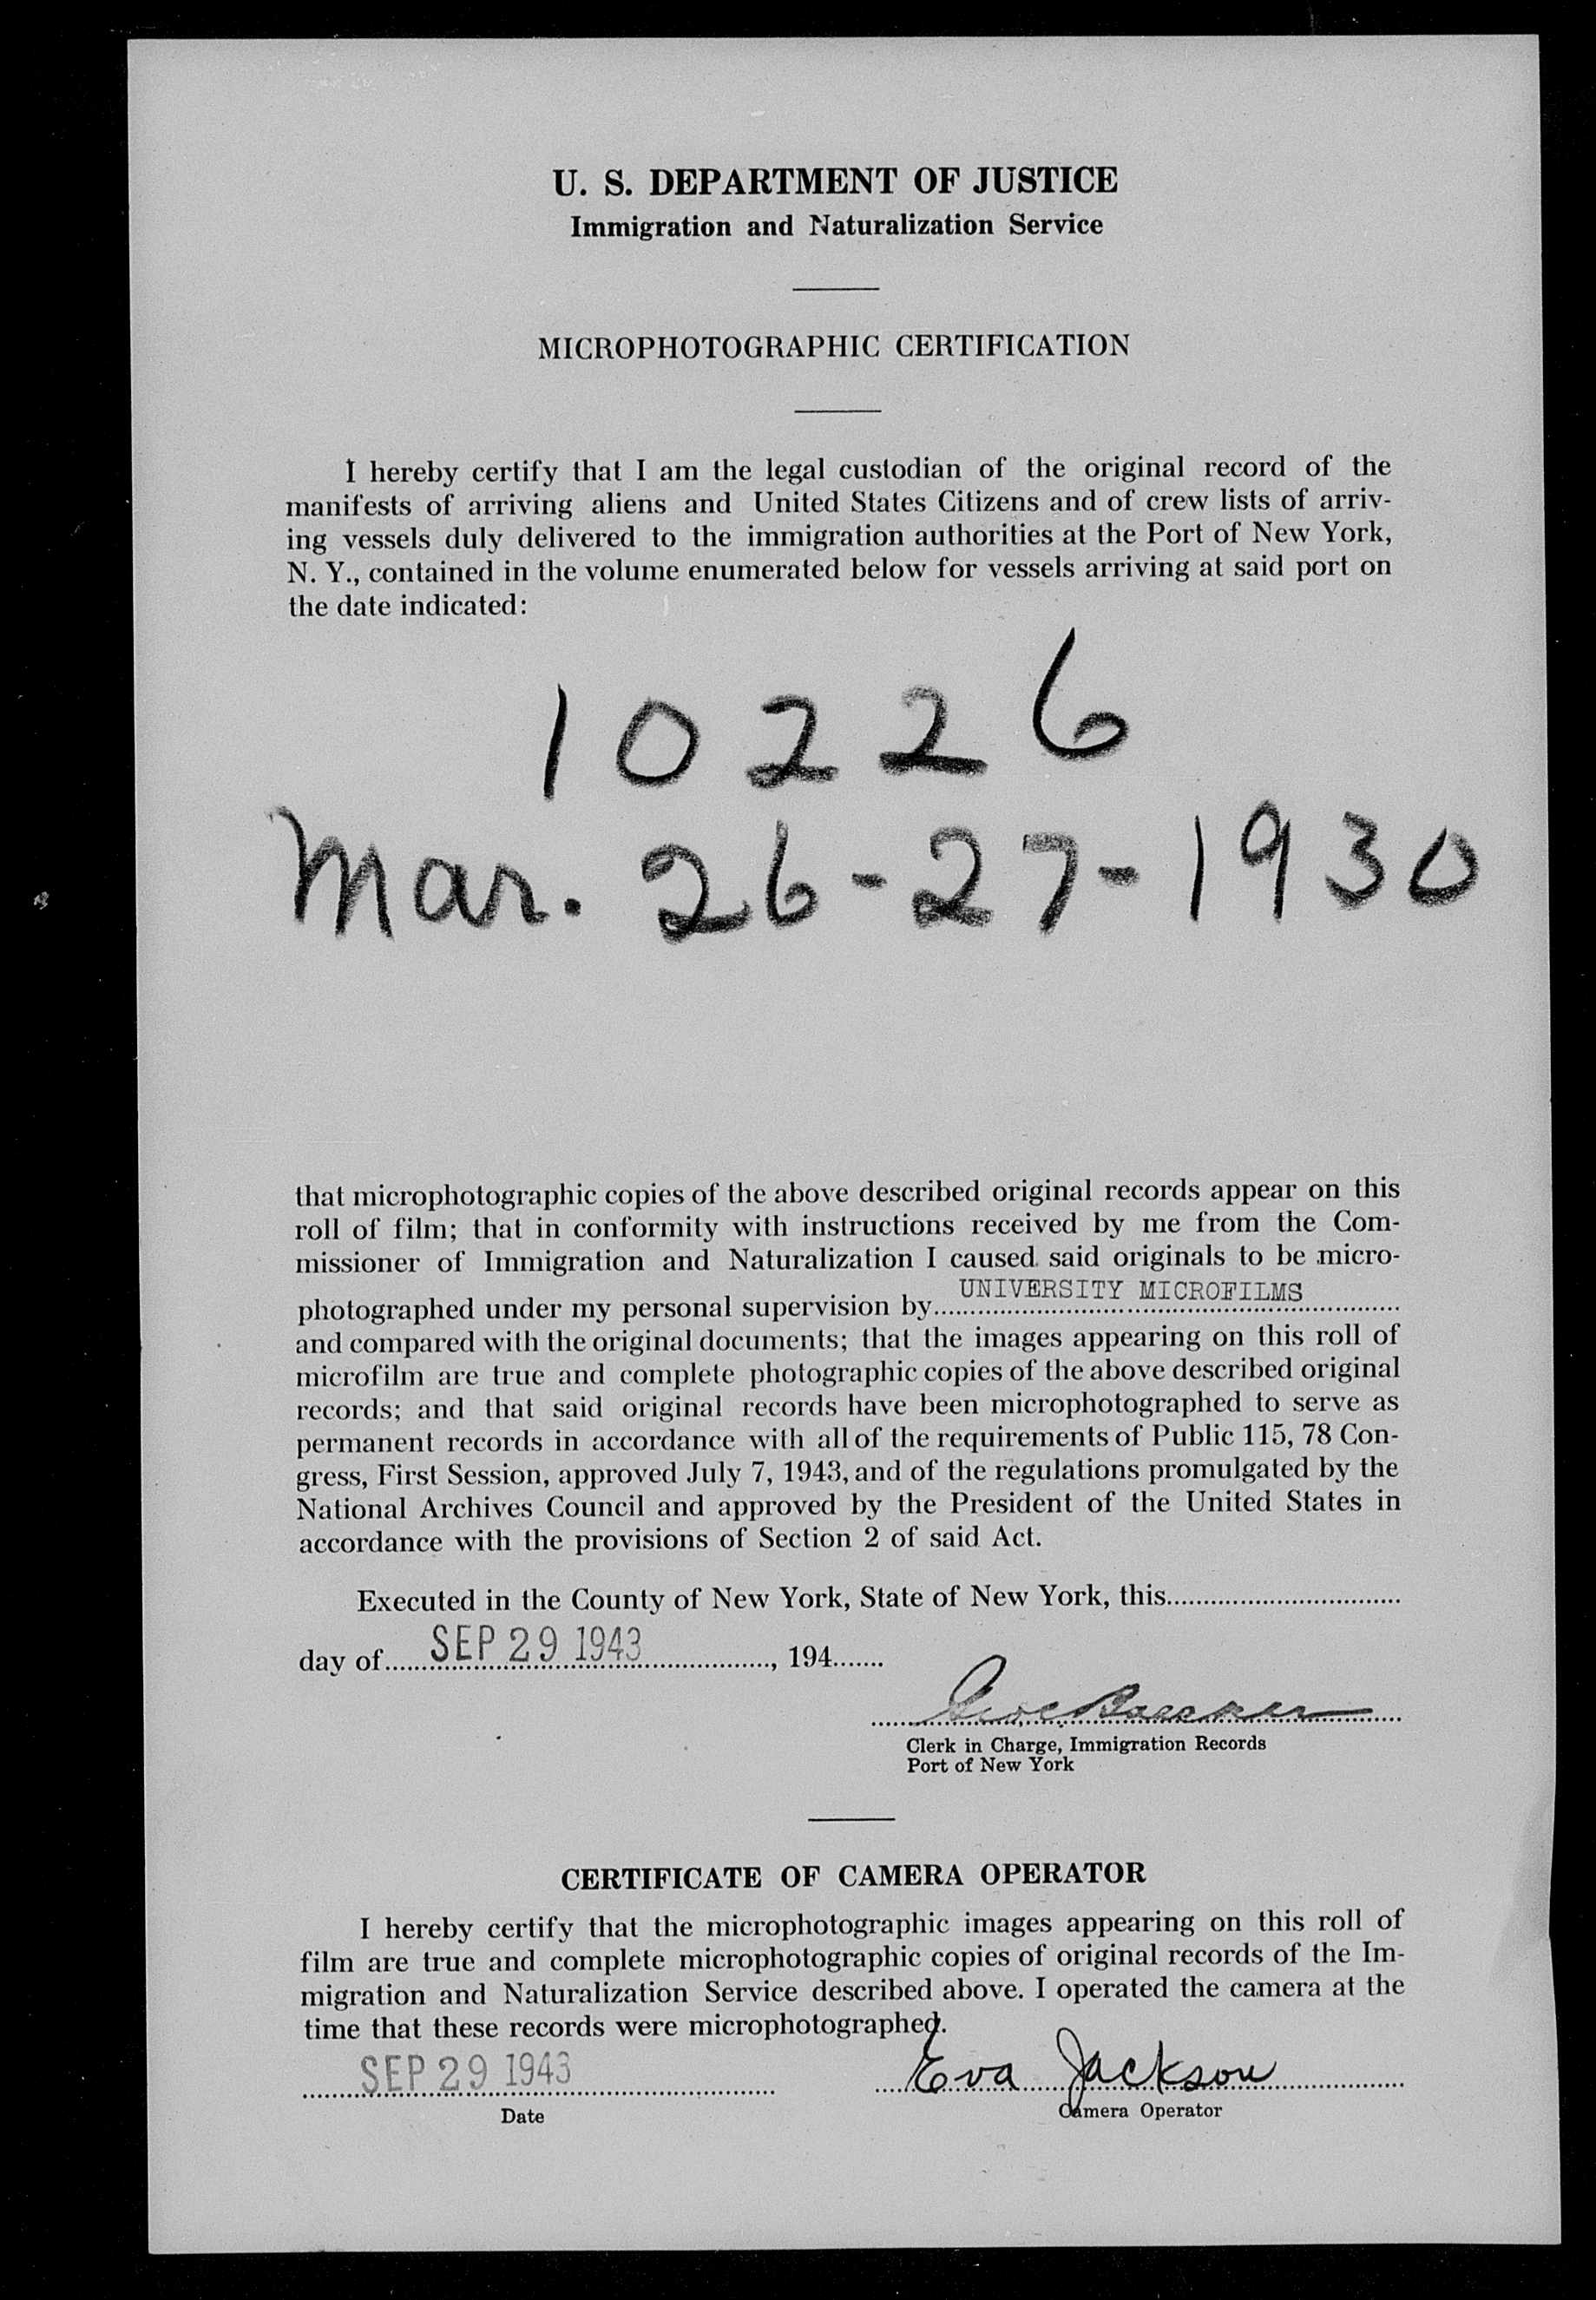 U. S. DEPARTMENT OF JUSTICE
Immigration and Naturalization Service
MICROPHOTOGRAPHIC CERTIFICATION
I hereby certify that I am the legal custodian of the original record of the
manifests of arriving aliens and United States Citizens and of crew lists of arriv-
ing vessels duly delivered to the immigration authorities at the Port of New York,
N. Y., contained in the volume enumerated below for vessels arriving at said port on
the date indicated:
10226
Mar. 26-27-1930
that microphotographic copies of the above described original records appear on this
roll of film; that in conformity with instructions received by me from the Com-
missioner of Immigration and Naturalization I caused said originals to be micro-
photographed under my personal supervision by UNIVERSITY MICROFILMS
and compared with the original documents; that the images appearing on this roll of
microfilm are true and complete photographic copies of the above described original
records; and that said original records have been microphotographed to serve as
permanent records in accordance with all of the requirements of Public 115, 78 Con-
gress, First Session, approved July 7, 1943, and of the regulations promulgated by the
National Archives Council and approved by the President of the United States in
accordance with the provisions of Section 2 of said Act.
Executed in the County of New York, State of New York, this
day of SEP 29 1943, 194
Clerk in Charge, Immigration Records
Port of New York
CERTIFICATE OF CAMERA OPERATOR
I hereby certify that the microphotographic images appearing on this roll of
film are true and complete microphotographic copies of original records of the Im-
migration and Naturalization Service described above. I operated the camera at the
time that these records were microphotographed.
SEP 29 1943 Eva Jackson
Date Camera Operator